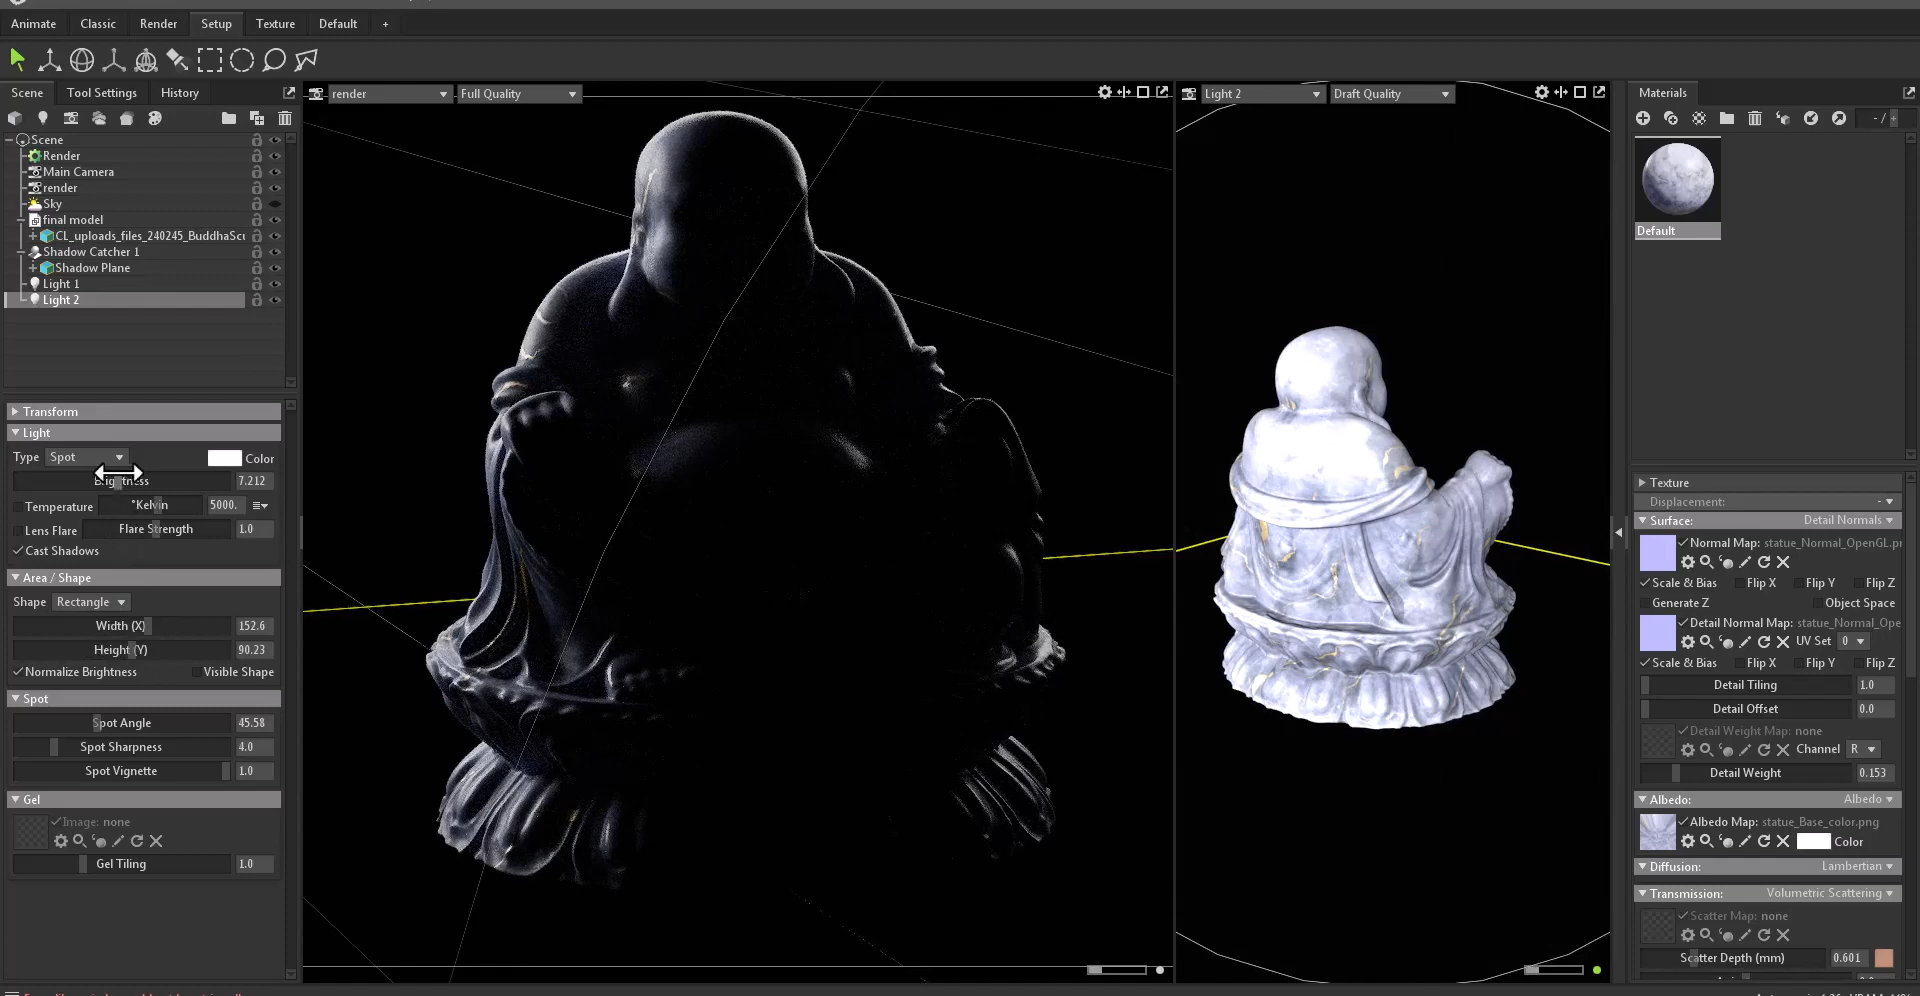 Animate Classic Render Setup Texture Default +
Scene Tool Settings History
render Full Quality
Light 2 Draft Quality
Materials
- / +
Scene
Render
Main Camera
render
Sky
final model
CL_uploads_files_240245_BuddhaScu
Shadow Catcher 1
Shadow Plane
Light 1
Light 2
Default
Transform
Light
Type Spot Color
Brightness 7.212
Temperature °Kelvin 5000.
Lens Flare Flare Strength 1.0
Cast Shadows
Area / Shape
Shape Rectangle
Width (X) 152.6
Height (Y) 90.23
Normalize Brightness Visible Shape
Spot
Spot Angle 45.58
Spot Sharpness 4.0
Spot Vignette 1.0
Gel
Image: none
Gel Tiling 1.0
Texture
Displacement: -
Surface: Detail Normals
Normal Map: statue_Normal_OpenGL.pr
Scale & Bias Flip X Flip Y Flip Z
Generate Z Object Space
Detail Normal Map: statue_Normal_Ope
UV Set 0
Scale & Bias Flip X Flip Y Flip Z
Detail Tiling 1.0
Detail Offset 0.0
Detail Weight Map: none
Channel R
Detail Weight 0.153
Albedo: Albedo
Albedo Map: statue_Base_color.png
Color
Diffusion: Lambertian
Transmission: Volumetric Scattering
Scatter Map: none
Scatter Depth (mm) 0.601